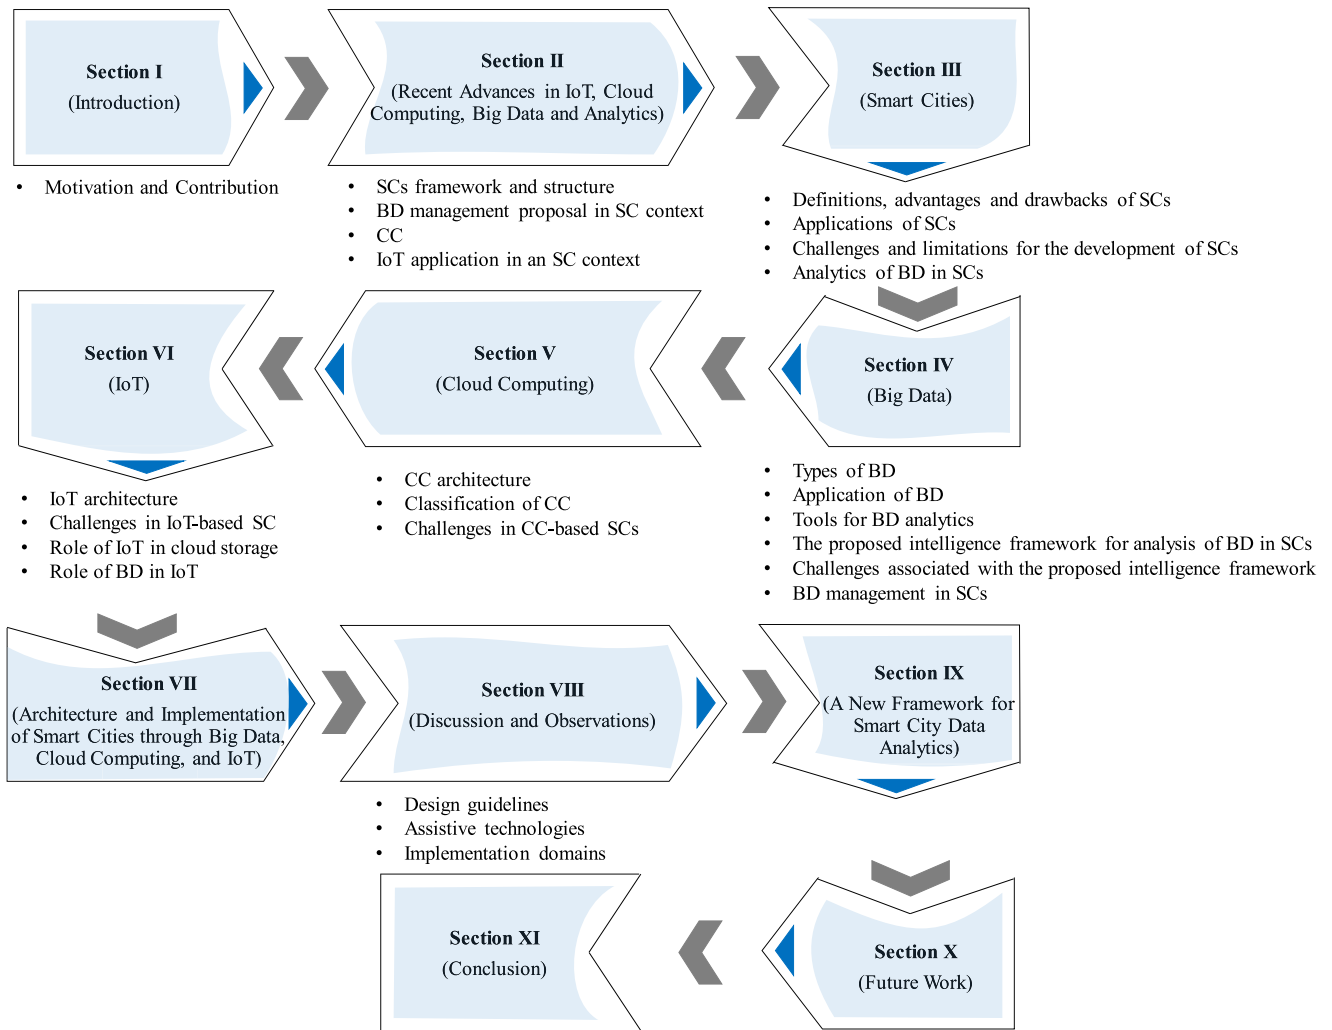 Section I
(Introduction)
• Motivation and Contribution
Section II
(Recent Advances in IoT, Cloud
Computing, Big Data and Analytics)
• SCs framework and structure
• BD management proposal in SC context
• CC
• IoT application in an SC context
Section III
(Smart Cities)
• Definitions, advantages and drawbacks of SCs
• Applications of SCs
• Challenges and limitations for the development of SCs
• Analytics of BD in SCs
Section IV
(Big Data)
• Types of BD
• Application of BD
• Tools for BD analytics
• The proposed intelligence framework for analysis of BD in SCs
• Challenges associated with the proposed intelligence framework
• BD management in SCs
Section V
(Cloud Computing)
• CC architecture
• Classification of CC
• Challenges in CC-based SCs
Section VI
(IoT)
• IoT architecture
• Challenges in IoT-based SC
• Role of IoT in cloud storage
• Role of BD in IoT
Section VII
(Architecture and Implementation
of Smart Cities through Big Data,
Cloud Computing, and IoT)
Section VIII
(Discussion and Observations)
• Design guidelines
• Assistive technologies
• Implementation domains
Section IX
(A New Framework for
Smart City Data
Analytics)
Section X
(Future Work)
Section XI
(Conclusion)